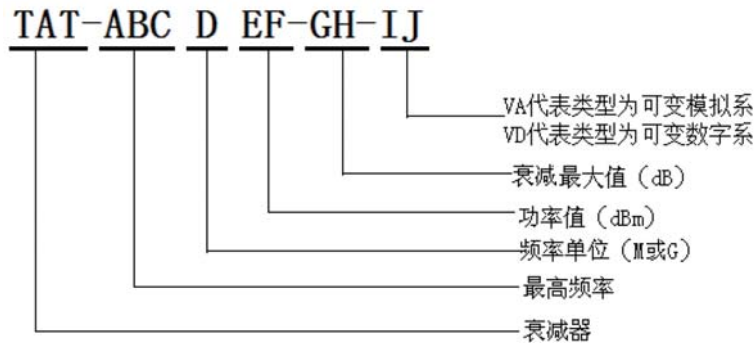 TAT-ABC D EF-GH-IJ
VA代表类型为可变模拟系
VD代表类型为可变数字系
衰减最大值（dB）
功率值（dBm）
频率单位（M或G）
最高频率
衰减器